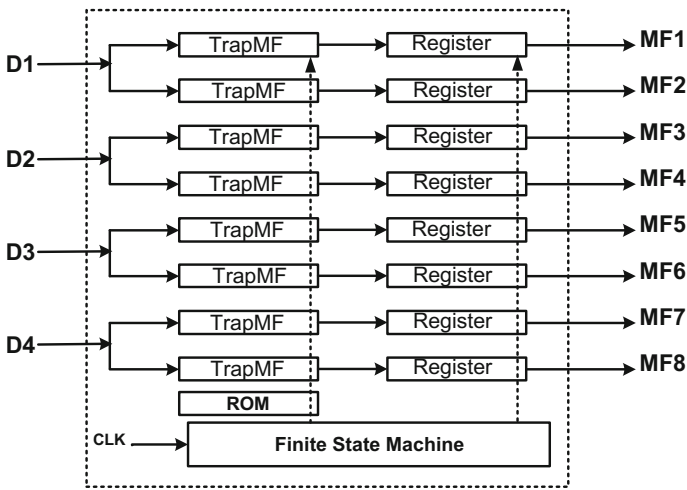 TrapMF Register MF1
D1
TrapMF Register MF2
TrapMF Register MF3
D2
TrapMF Register MF4
TrapMF Register MF5
D3
TrapMF Register MF6
TrapMF Register MF7
D4
TrapMF Register MF8
ROM
CLK Finite State Machine